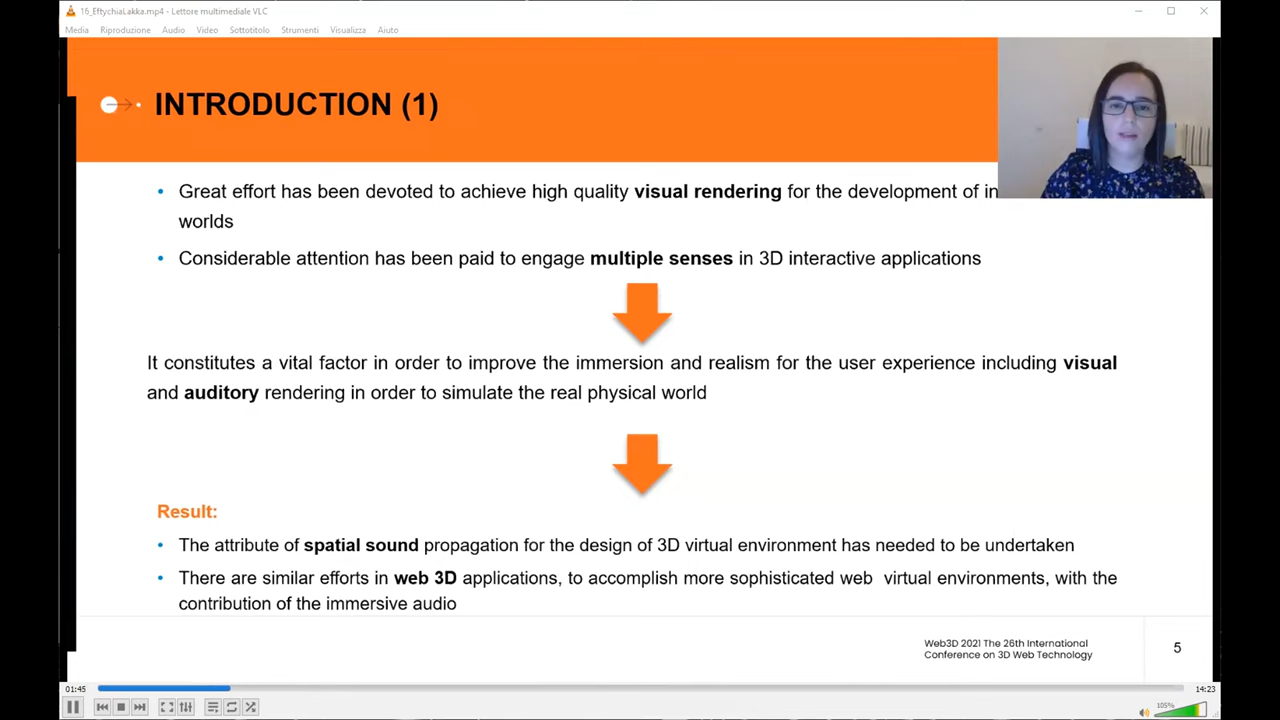 16_EftychiaLakka.mp4 - Lettore multimediale VLC
Media Riproduzione Audio Video Sottotitolo Strumenti Visualizza Aiuto
INTRODUCTION (1)
• Great effort has been devoted to achieve high quality visual rendering for the development of in
worlds
• Considerable attention has been paid to engage multiple senses in 3D interactive applications
It constitutes a vital factor in order to improve the immersion and realism for the user experience including visual
and auditory rendering in order to simulate the real physical world
Result:
• The attribute of spatial sound propagation for the design of 3D virtual environment has needed to be undertaken
• There are similar efforts in web 3D applications, to accomplish more sophisticated web virtual environments, with the
contribution of the immersive audio
Web3D 2021 The 26th International
Conference on 3D Web Technology
5
01:45
14:23
105%